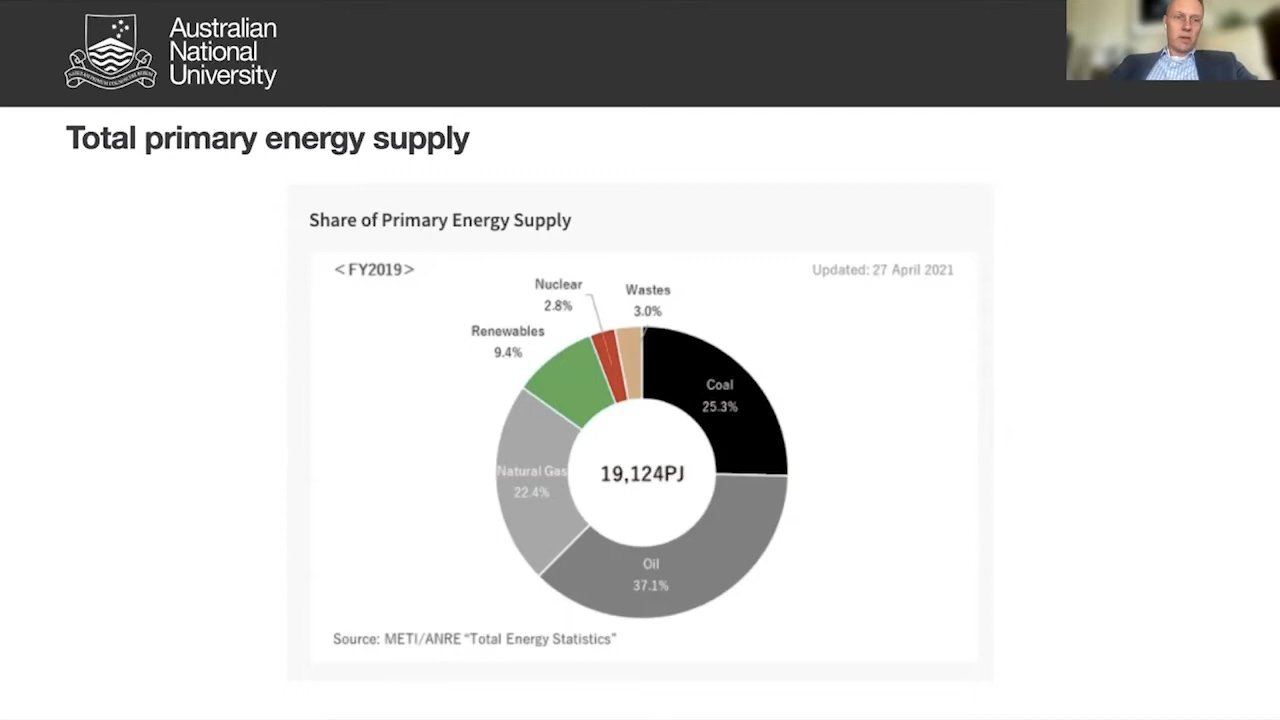 Australian
National
University
Total primary energy supply
Share of Primary Energy Supply
<FY2019>
Updated: 27 April 2021
Nuclear
2.8%
Wastes
3.0%
Renewables
9.4%
Coal
25.3%
Natural Gas
22.4%
19,124PJ
Oil
37.1%
Source: METI/ANRE “Total Energy Statistics”